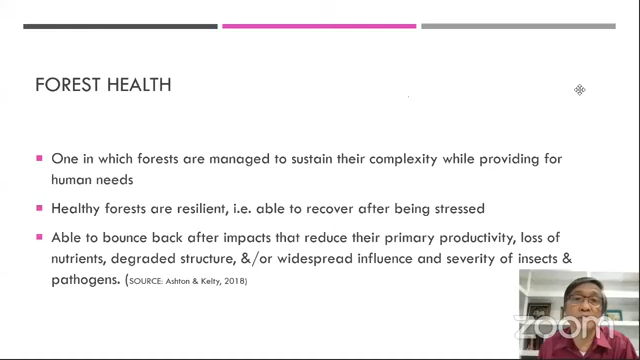 FOREST HEALTH
One in which forests are managed to sustain their complexity while providing for
human needs
Healthy forests are resilient, i.e. able to recover after being stressed
Able to bounce back after impacts that reduce their primary productivity, loss of
nutrients, degraded structure, &/or widespread influence and severity of insects &
pathogens. (SOURCE: Ashton & Kelty, 2018)
zoom